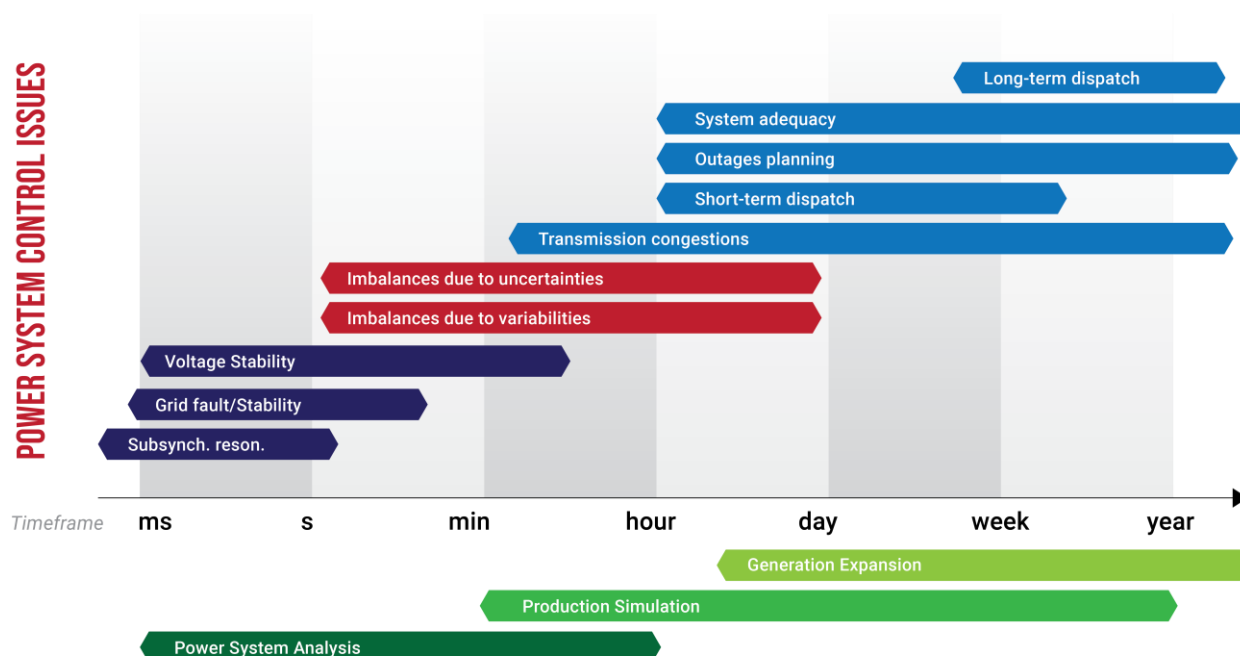 POWER SYSTEM CONTROL ISSUES
Long-term dispatch
System adequacy
Outages planning
Short-term dispatch
Transmission congestions
Imbalances due to uncertainties
Imbalances due to variabilities
Voltage Stability
Grid fault/Stability
Subsynch. reson.
Timeframe ms s min hour day week year
Generation Expansion
Production Simulation
Power System Analysis